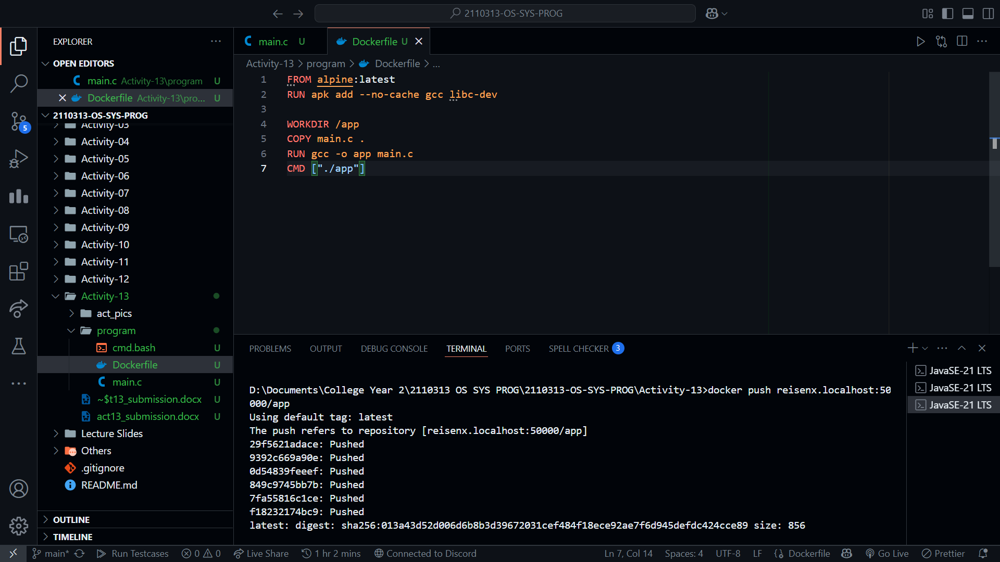 2110313-OS-SYS-PROG
EXPLORER
OPEN EDITORS
main.c Activity-13\program U
Dockerfile Activity-13\pro... U
2110313-OS-SYS-PROG
Activity-03
Activity-04
Activity-05
Activity-06
Activity-07
Activity-08
Activity-09
Activity-10
Activity-11
Activity-12
Activity-13
act_pics
program
cmd.bash U
Dockerfile U
main.c U
~$t13_submission.docx U
act13_submission.docx U
Lecture Slides
Others
.gitignore
README.md
OUTLINE
TIMELINE
5
main.c U
Dockerfile U
Activity-13 > program > Dockerfile > ...
1 FROM alpine:latest
2 RUN apk add --no-cache gcc libc-dev
3
4 WORKDIR /app
5 COPY main.c .
6 RUN gcc -o app main.c
7 CMD ["./app"]
PROBLEMS OUTPUT DEBUG CONSOLE TERMINAL PORTS SPELL CHECKER 3
D:\Documents\College Year 2\2110313 OS SYS PROG\2110313-OS-SYS-PROG\Activity-13>docker push reisenx.localhost:50
000/app
Using default tag: latest
The push refers to repository [reisenx.localhost:50000/app]
29f5621adace: Pushed
9392c669a90e: Pushed
0d54839feeef: Pushed
849c9745bb7b: Pushed
7fa55816c1ce: Pushed
f18232174bc9: Pushed
latest: digest: sha256:013a43d52d006d6b8b3d39672031cef484f18ece92ae7f6d945defdc424cce89 size: 856
JavaSE-21 LTS
JavaSE-21 LTS
JavaSE-21 LTS
main* Run Testcases 0 0 Live Share 1 hr 2 mins Connected to Discord Ln 7, Col 14 Spaces: 4 UTF-8 LF Dockerfile Go Live Prettier